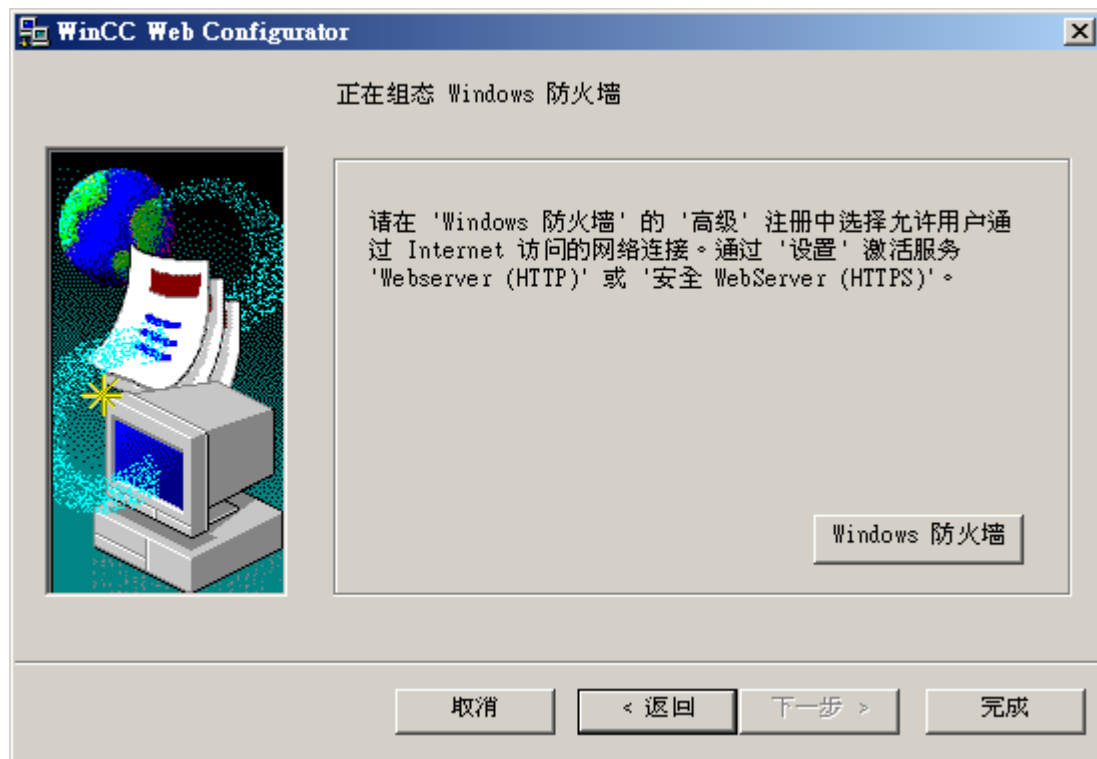 WinCC Web Configurator
正在组态 Windows 防火墙
请在 'Windows 防火墙' 的 '高级' 注册中选择允许用户通
过 Internet 访问的网络连接。通过 '设置' 激活服务
'Webserver (HTTP)' 或 '安全 WebServer (HTTPS)'。
Windows 防火墙
取消
< 返回
下一步 >
完成